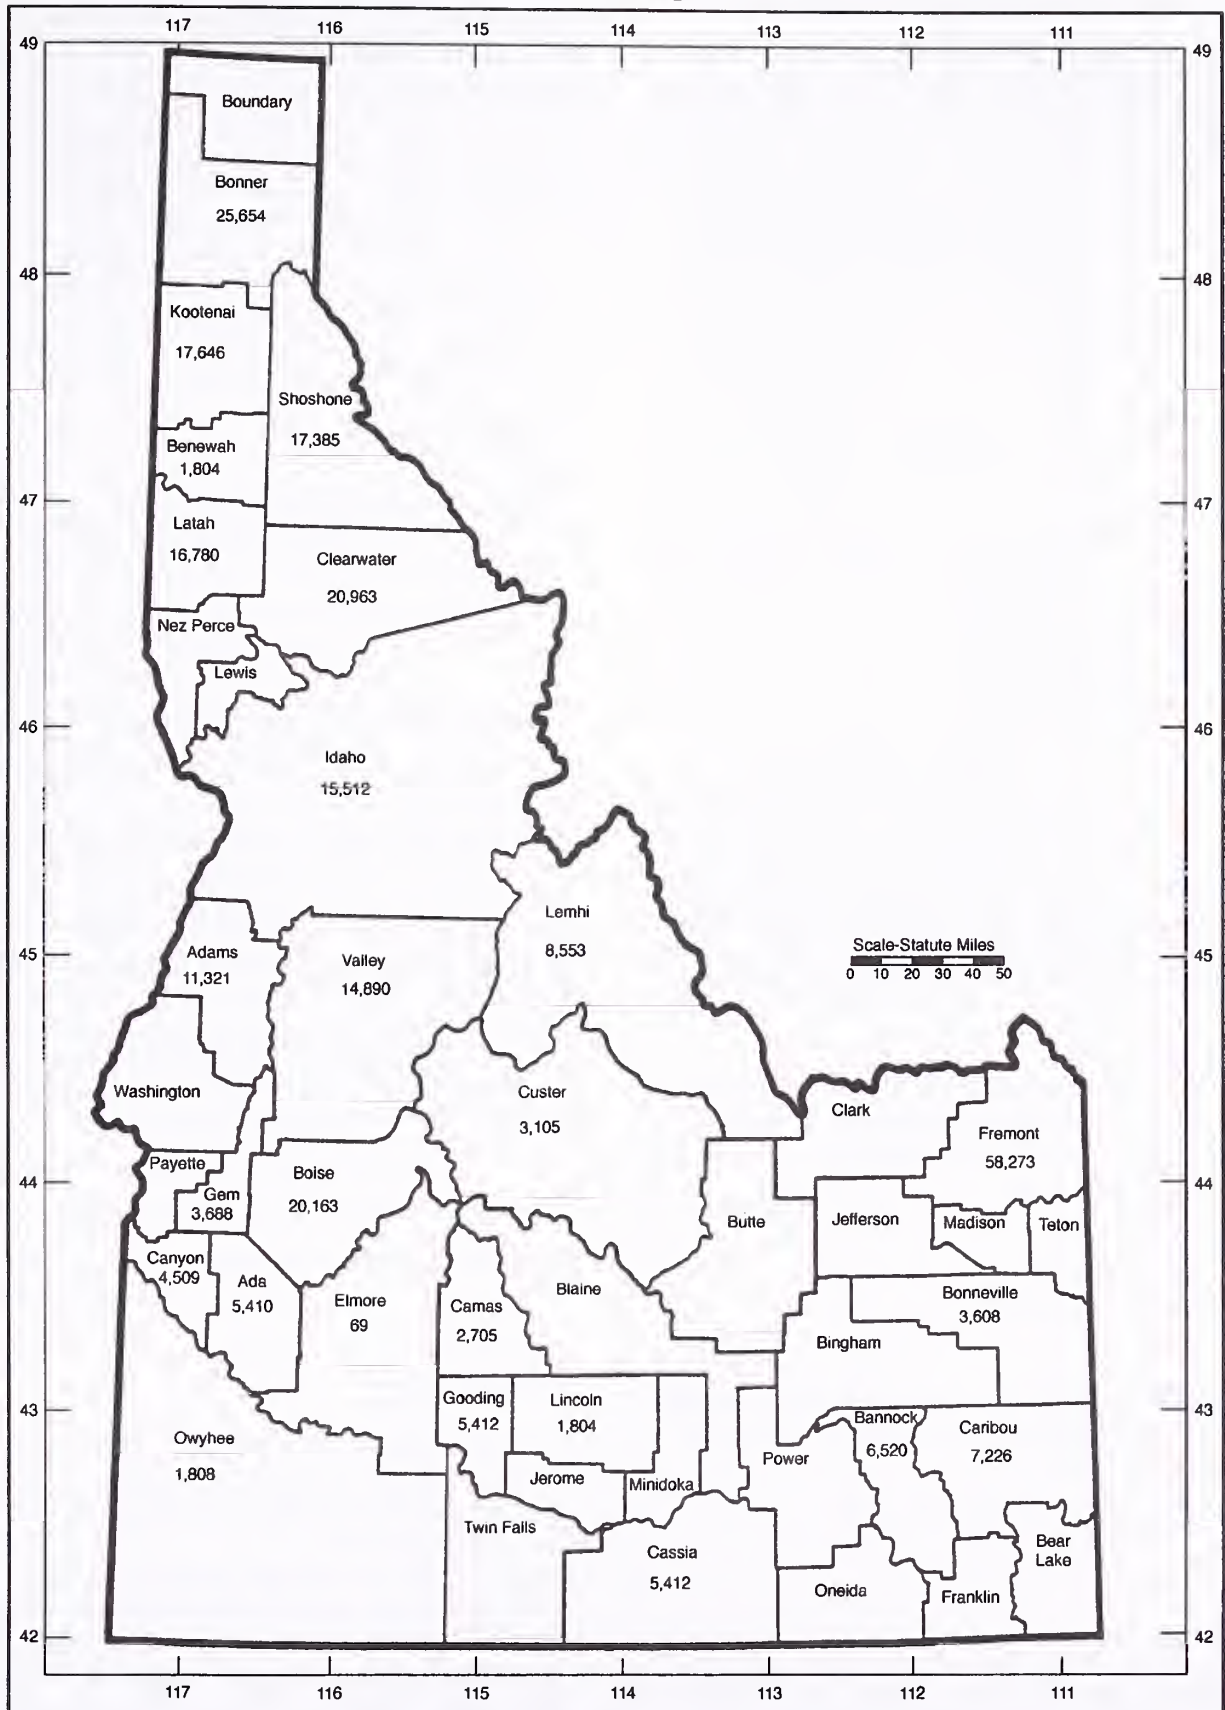 117 116 115 114 113 112 111
49 49
Boundary
Bonner
25,654
48 48
Kootenai
17,646
Shoshone
17,385
Benewah
1,804
47 47
Latah
16,780
Clearwater
20,963
Nez Perce
Lewis
46 46
Idaho
15,512
Lemhi
8,553
Scale-Statute Miles
0 10 20 30 40 50
45 45
Adams
11,321
Valley
14,890
Washington
Custer
3,105
Clark
Fremont
58,273
44 44
Payette
Gem
3,688
Boise
20,163
Butte
Jefferson
Madison
Teton
Canyon
4,509
Ada
5,410
Elmore
69
Camas
2,705
Blaine
Bonneville
3,608
Bingham
43 43
Gooding
5,412
Lincoln
1,804
Bannock
6,520
Caribou
7,226
Owyhee
1,808
Jerome
Minidoka
Power
Twin Falls
Cassia
5,412
Oneida
Franklin
Bear
Lake
42 42
117 116 115 114 113 112 111